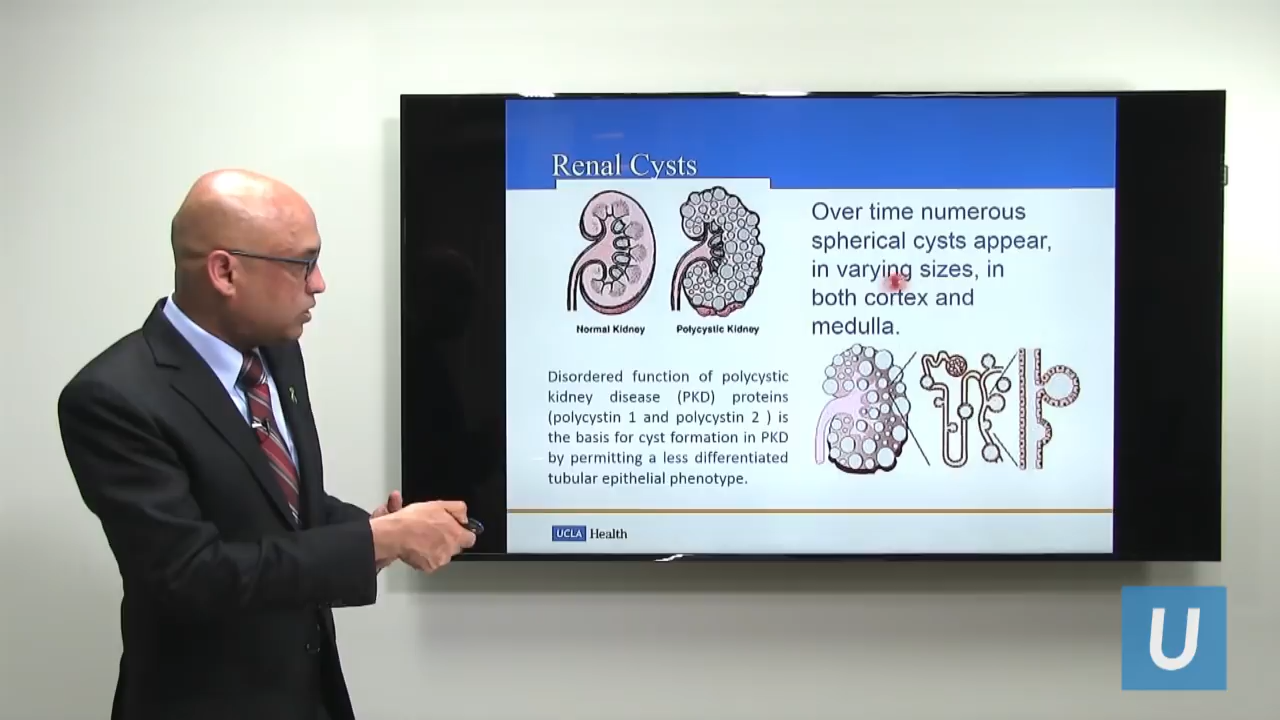 Renal Cysts
Normal Kidney
Polycystic Kidney
Over time numerous
spherical cysts appear,
in varying sizes, in
both cortex and
medulla.
Disordered function of polycystic
kidney disease (PKD) proteins
(polycystin 1 and polycystin 2 ) is
the basis for cyst formation in PKD
by permitting a less differentiated
tubular epithelial phenotype.
UCLA Health
U